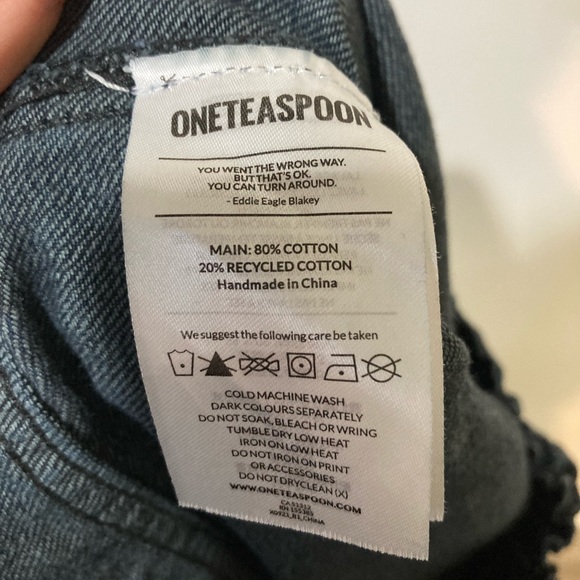 ONETEASPOON
YOU WENT THE WRONG WAY.
BUT THAT'S OK.
YOU CAN TURN AROUND.
- Eddie Eagle Blakey
MAIN: 80% COTTON
20% RECYCLED COTTON
Handmade in China
We suggest the following care be taken
COLD MACHINE WASH
DARK COLOURS SEPARATELY
DO NOT SOAK, BLEACH OR WRING
TUMBLE DRY LOW HEAT
IRON ON LOW HEAT
DO NOT IRON ON PRINT
OR ACCESSORIES
DO NOT DRYCLEAN (X)
WWW.ONETEASPOON.COM